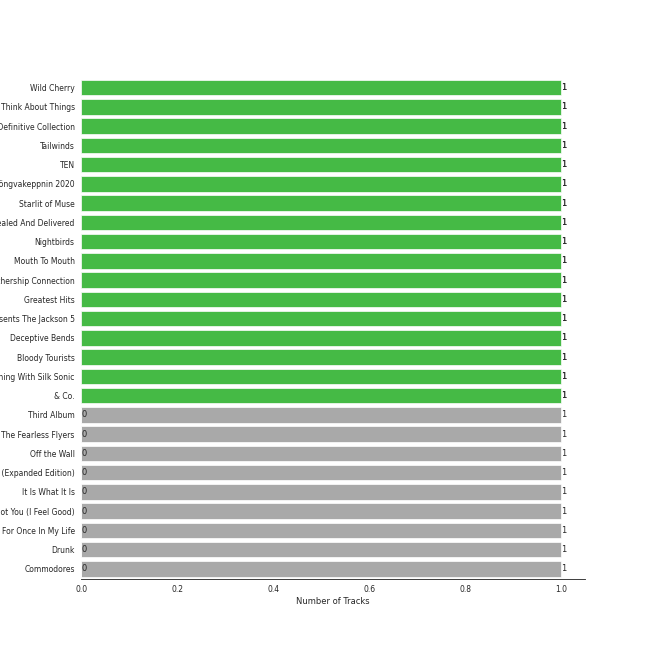 Wild Cherry 1
Think About Things 1
Definitive Collection 1
Tailwinds 1
TEN 1
öngvakeppnin 2020 1
Starlit of Muse 1
ealed And Delivered 1
Nightbirds 1
Mouth To Mouth 1
hership Connection 1
Greatest Hits 1
sents The Jackson 5 1
Deceptive Bends 1
Bloody Tourists 1
ning With Silk Sonic 1
& Co. 1
Third Album 0 1
The Fearless Flyers 0 1
Off the Wall 0 1
(Expanded Edition) 0 1
It Is What It Is 0 1
ot You (I Feel Good) 0 1
For Once In My Life 0 1
Drunk 0 1
Commodores 0 1
0.0 0.2 0.4 0.6 0.8 1.0
Number of Tracks